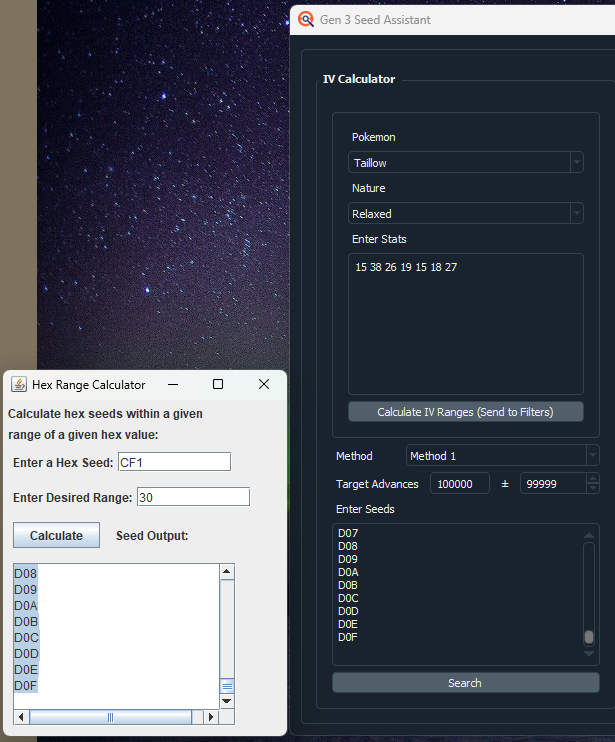 Gen 3 Seed Assistant
IV Calculator
Pokemon
Taillow
Nature
Relaxed
Enter Stats
15 38 26 19 15 18 27
Calculate IV Ranges (Send to Filters)
Method
Method 1
Target Advances
100000
±
99999
Enter Seeds
D07
D08
D09
D0A
D0B
D0C
D0D
D0E
D0F
Search
Hex Range Calculator
Calculate hex seeds within a given
range of a given hex value:
Enter a Hex Seed:
CF1
Enter Desired Range:
30
Calculate
Seed Output:
D08
D09
D0A
D0B
D0C
D0D
D0E
D0F